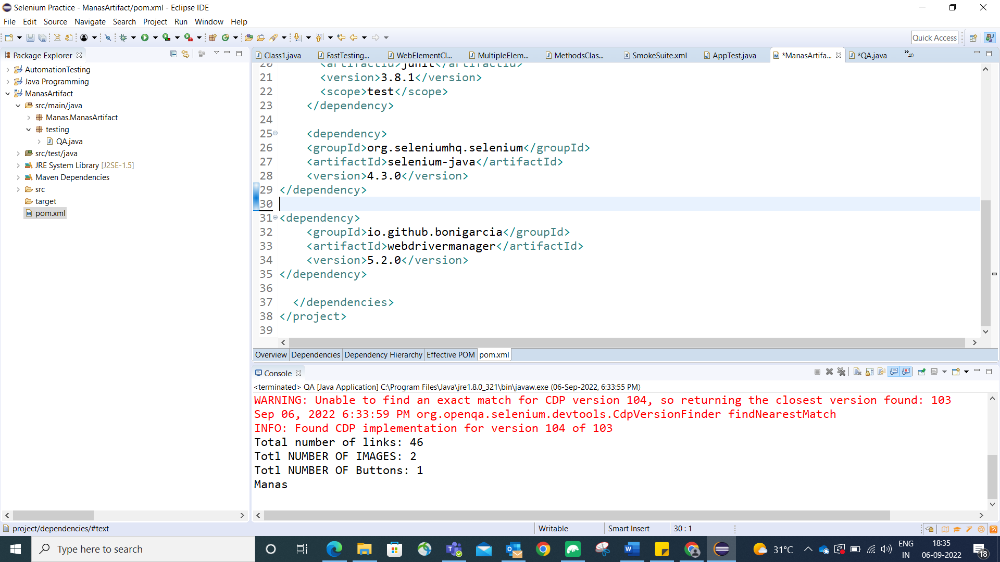 Selenium Practice - ManasArtifact/pom.xml - Eclipse IDE
File Edit Source Navigate Search Project Run Window Help
Quick Access
Package Explorer
AutomationTesting
Java Programming
ManasArtifact
src/main/java
Manas.ManasArtifact
testing
QA.java
src/test/java
JRE System Library [J2SE-1.5]
Maven Dependencies
src
target
pom.xml
Class1.java FastTesting... WebElementCl... MultipleElem... MethodsClas... SmokeSuite.xml AppTest.java *ManasArtifa... *QA.java »40
20 <artifactId>junit</artifactId>
21 <version>3.8.1</version>
22 <scope>test</scope>
23 </dependency>
24
25 <dependency>
26 <groupId>org.seleniumhq.selenium</groupId>
27 <artifactId>selenium-java</artifactId>
28 <version>4.3.0</version>
29 </dependency>
30
31 <dependency>
32 <groupId>io.github.bonigarcia</groupId>
33 <artifactId>webdrivermanager</artifactId>
34 <version>5.2.0</version>
35 </dependency>
36
37 </dependencies>
38 </project>
39
Overview Dependencies Dependency Hierarchy Effective POM pom.xml
Console
<terminated> QA [Java Application] C:\Program Files\Java\jre1.8.0_321\bin\javaw.exe (06-Sep-2022, 6:33:55 PM)
WARNING: Unable to find an exact match for CDP version 104, so returning the closest version found: 103
Sep 06, 2022 6:33:59 PM org.openqa.selenium.devtools.CdpVersionFinder findNearestMatch
INFO: Found CDP implementation for version 104 of 103
Total number of links: 46
Totl NUMBER OF IMAGES: 2
Totl NUMBER OF Buttons: 1
Manas
project/dependencies/#text Writable Smart Insert 30 : 1
Type here to search
31°C
ENG
IN
18:35
06-09-2022
18